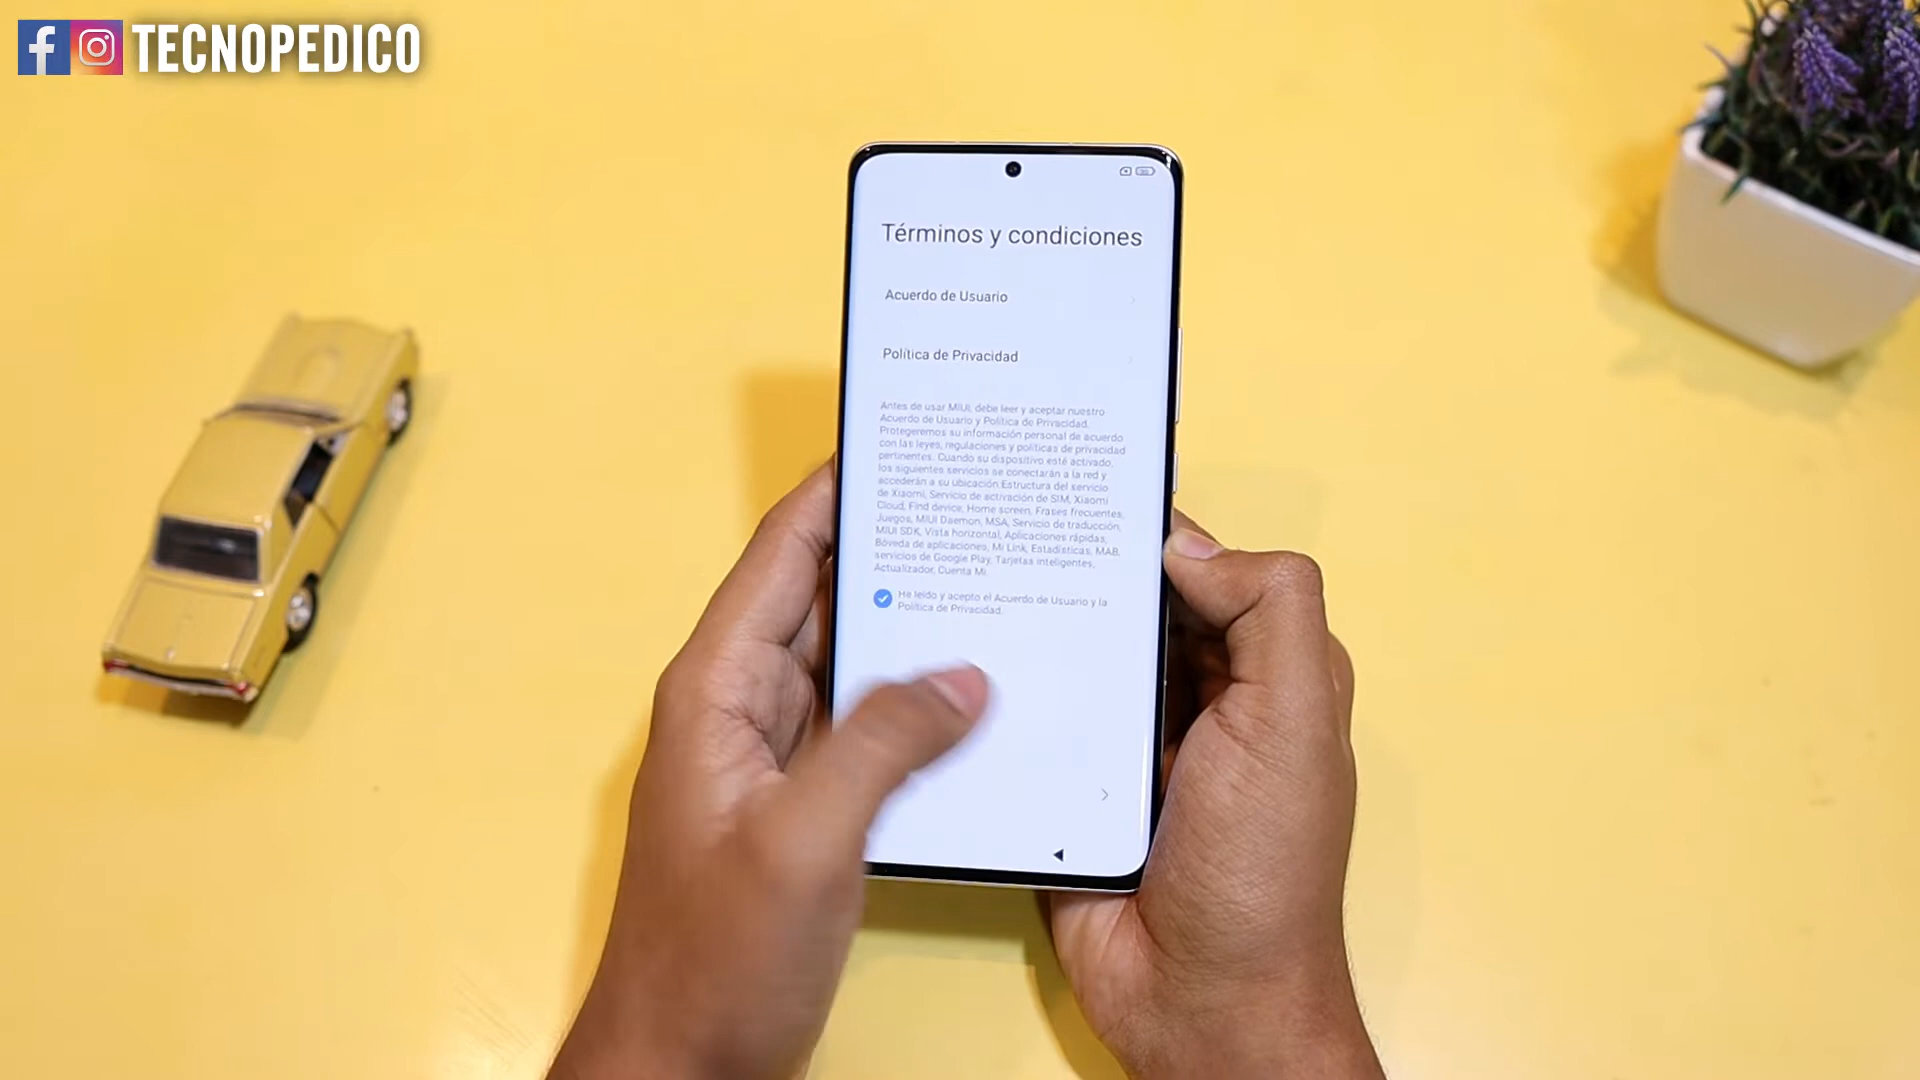 TECNOPEDICO
Términos y condiciones
Acuerdo de Usuario
Política de Privacidad
Antes de usar MIUI, debe leer y aceptar nuestro
Acuerdo de Usuario y Política de Privacidad.
Protegeremos su información personal de acuerdo
con las leyes, regulaciones y políticas de privacidad
pertinentes. Cuando su dispositivo esté activado,
los siguientes servicios se conectarán a la red y
accederán a su ubicación:Estructura del servicio
de Xiaomi, Servicio de activación de SIM, Xiaomi
Cloud, Find device, Home screen, Frases frecuentes,
Juegos, MIUI Daemon, MSA, Servicio de traducción,
MIUI SDK, Vista horizontal, Aplicaciones rápidas,
Bóveda de aplicaciones, Mi Link, Estadísticas, MAB,
servicios de Google Play, Tarjetas inteligentes,
Actualizador, Cuenta Mi.
He leído y acepto el Acuerdo de Usuario y la
Política de Privacidad.